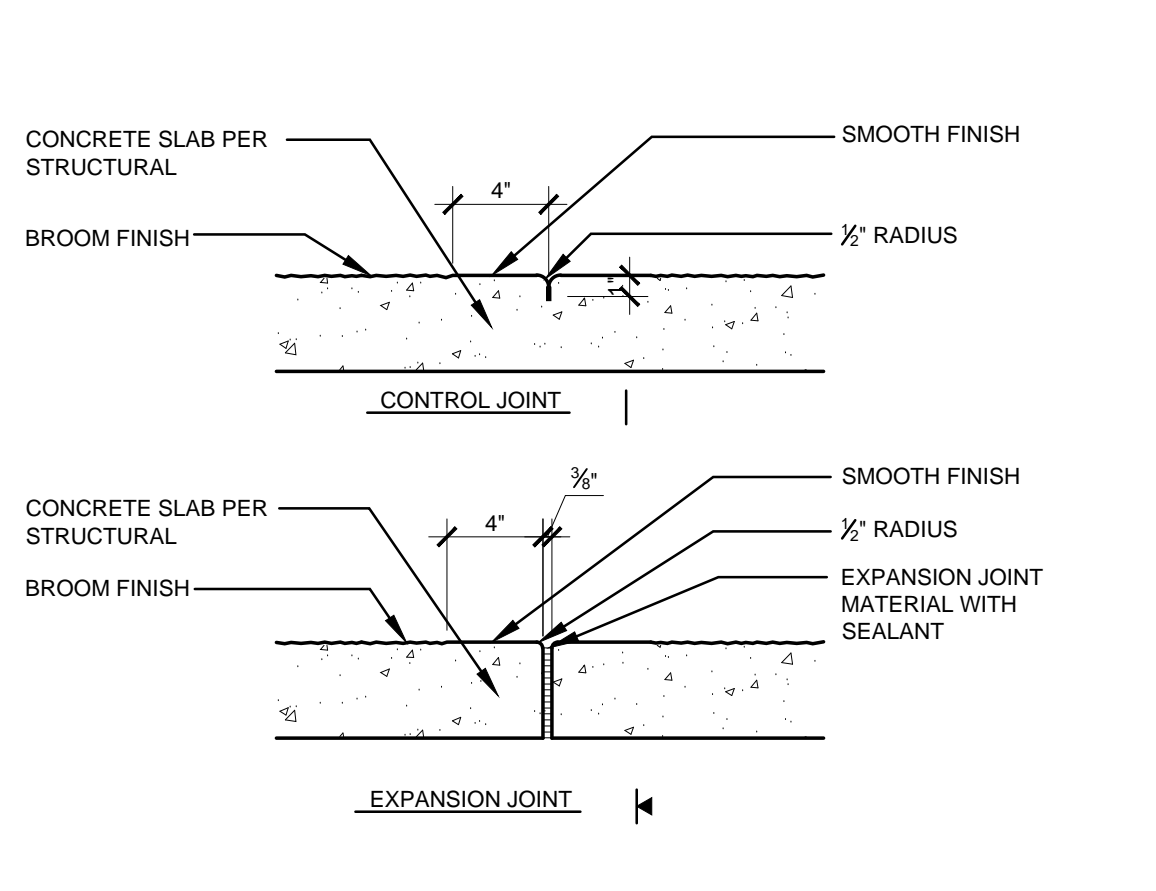 CONCRETE SLAB PER
STRUCTURAL
SMOOTH FINISH
4"
BROOM FINISH
½" RADIUS
1"
CONTROL JOINT
⅜"
SMOOTH FINISH
CONCRETE SLAB PER
STRUCTURAL
4"
½" RADIUS
BROOM FINISH
EXPANSION JOINT
MATERIAL WITH
SEALANT
EXPANSION JOINT